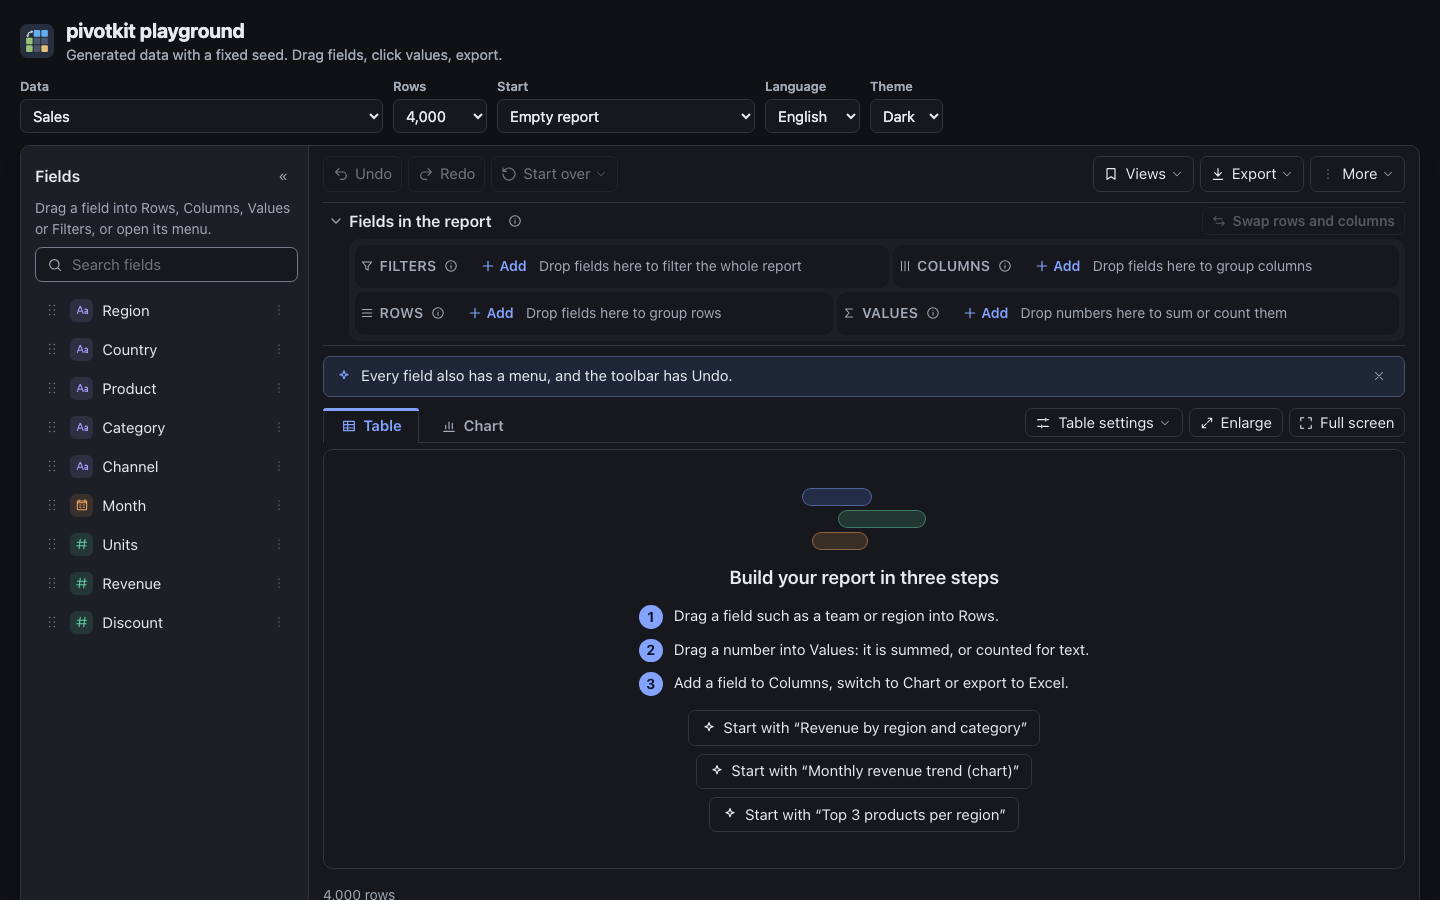 pivotkit playground
Generated data with a fixed seed. Drag fields, click values, export.
Data
Rows
Start
Language
Theme
Sales
4,000
Empty report
English
Dark
Fields
«
Drag a field into Rows, Columns, Values
or Filters, or open its menu.
Search fields
Aa Region
Aa Country
Aa Product
Aa Category
Aa Channel
Month
# Units
# Revenue
# Discount
Undo
Redo
Start over
Views
Export
More
Fields in the report
Swap rows and columns
FILTERS + Add Drop fields here to filter the whole report
COLUMNS + Add Drop fields here to group columns
ROWS + Add Drop fields here to group rows
Σ VALUES + Add Drop numbers here to sum or count them
Every field also has a menu, and the toolbar has Undo.
Table
Chart
Table settings
Enlarge
Full screen
Build your report in three steps
1 Drag a field such as a team or region into Rows.
2 Drag a number into Values: it is summed, or counted for text.
3 Add a field to Columns, switch to Chart or export to Excel.
Start with “Revenue by region and category”
Start with “Monthly revenue trend (chart)”
Start with “Top 3 products per region”
4,000 rows